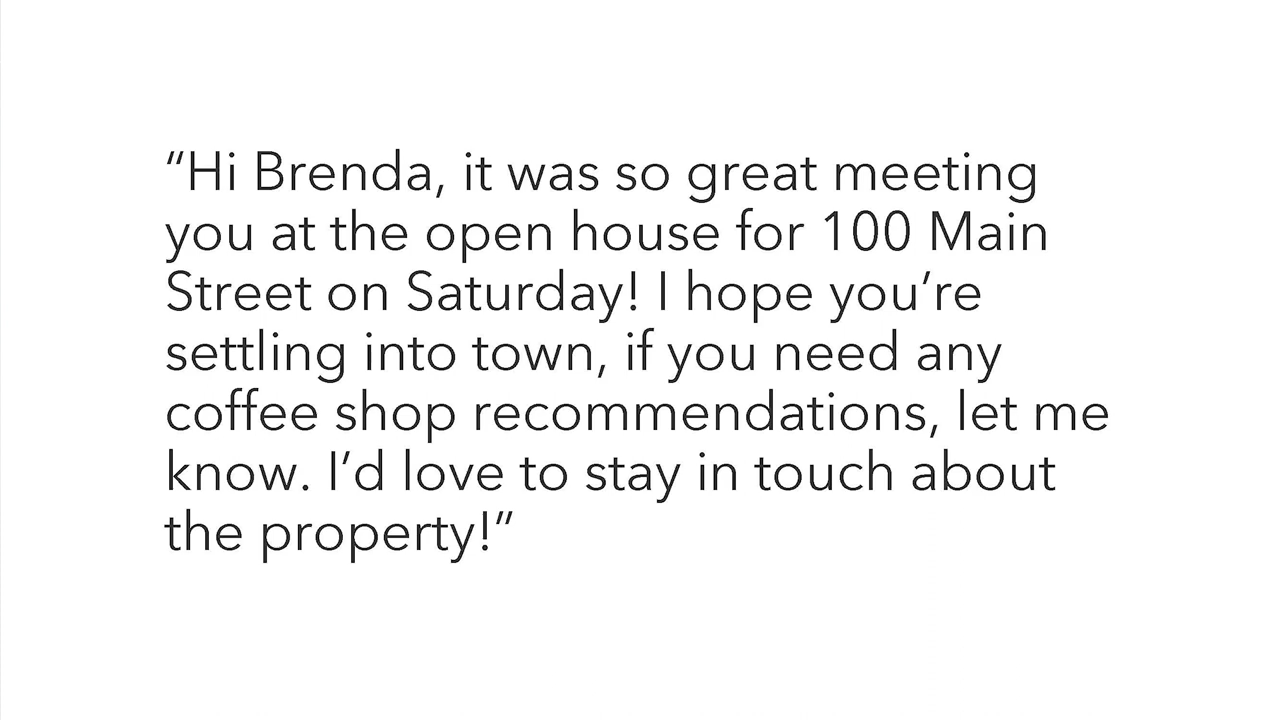 “Hi Brenda, it was so great meeting
you at the open house for 100 Main
Street on Saturday! I hope you’re
settling into town, if you need any
coffee shop recommendations, let me
know. I’d love to stay in touch about
the property!”